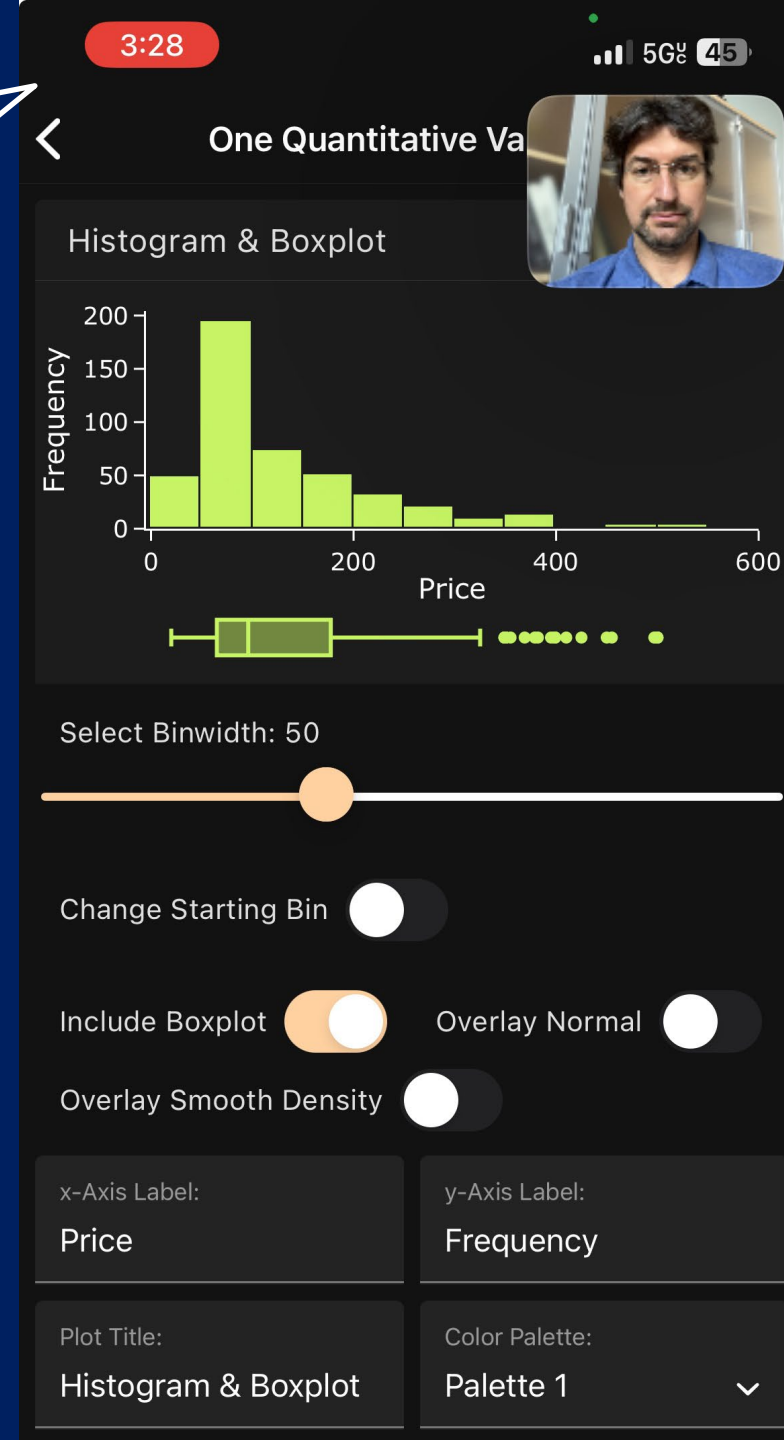 3:28
5G 45
One Quantitative Va
Histogram & Boxplot
200
150
100
50
0
Frequency
0 200 400 600
Price
Select Binwidth: 50
Change Starting Bin
Include Boxplot Overlay Normal
Overlay Smooth Density
x-Axis Label: y-Axis Label:
Price Frequency
Plot Title: Color Palette:
Histogram & Boxplot Palette 1